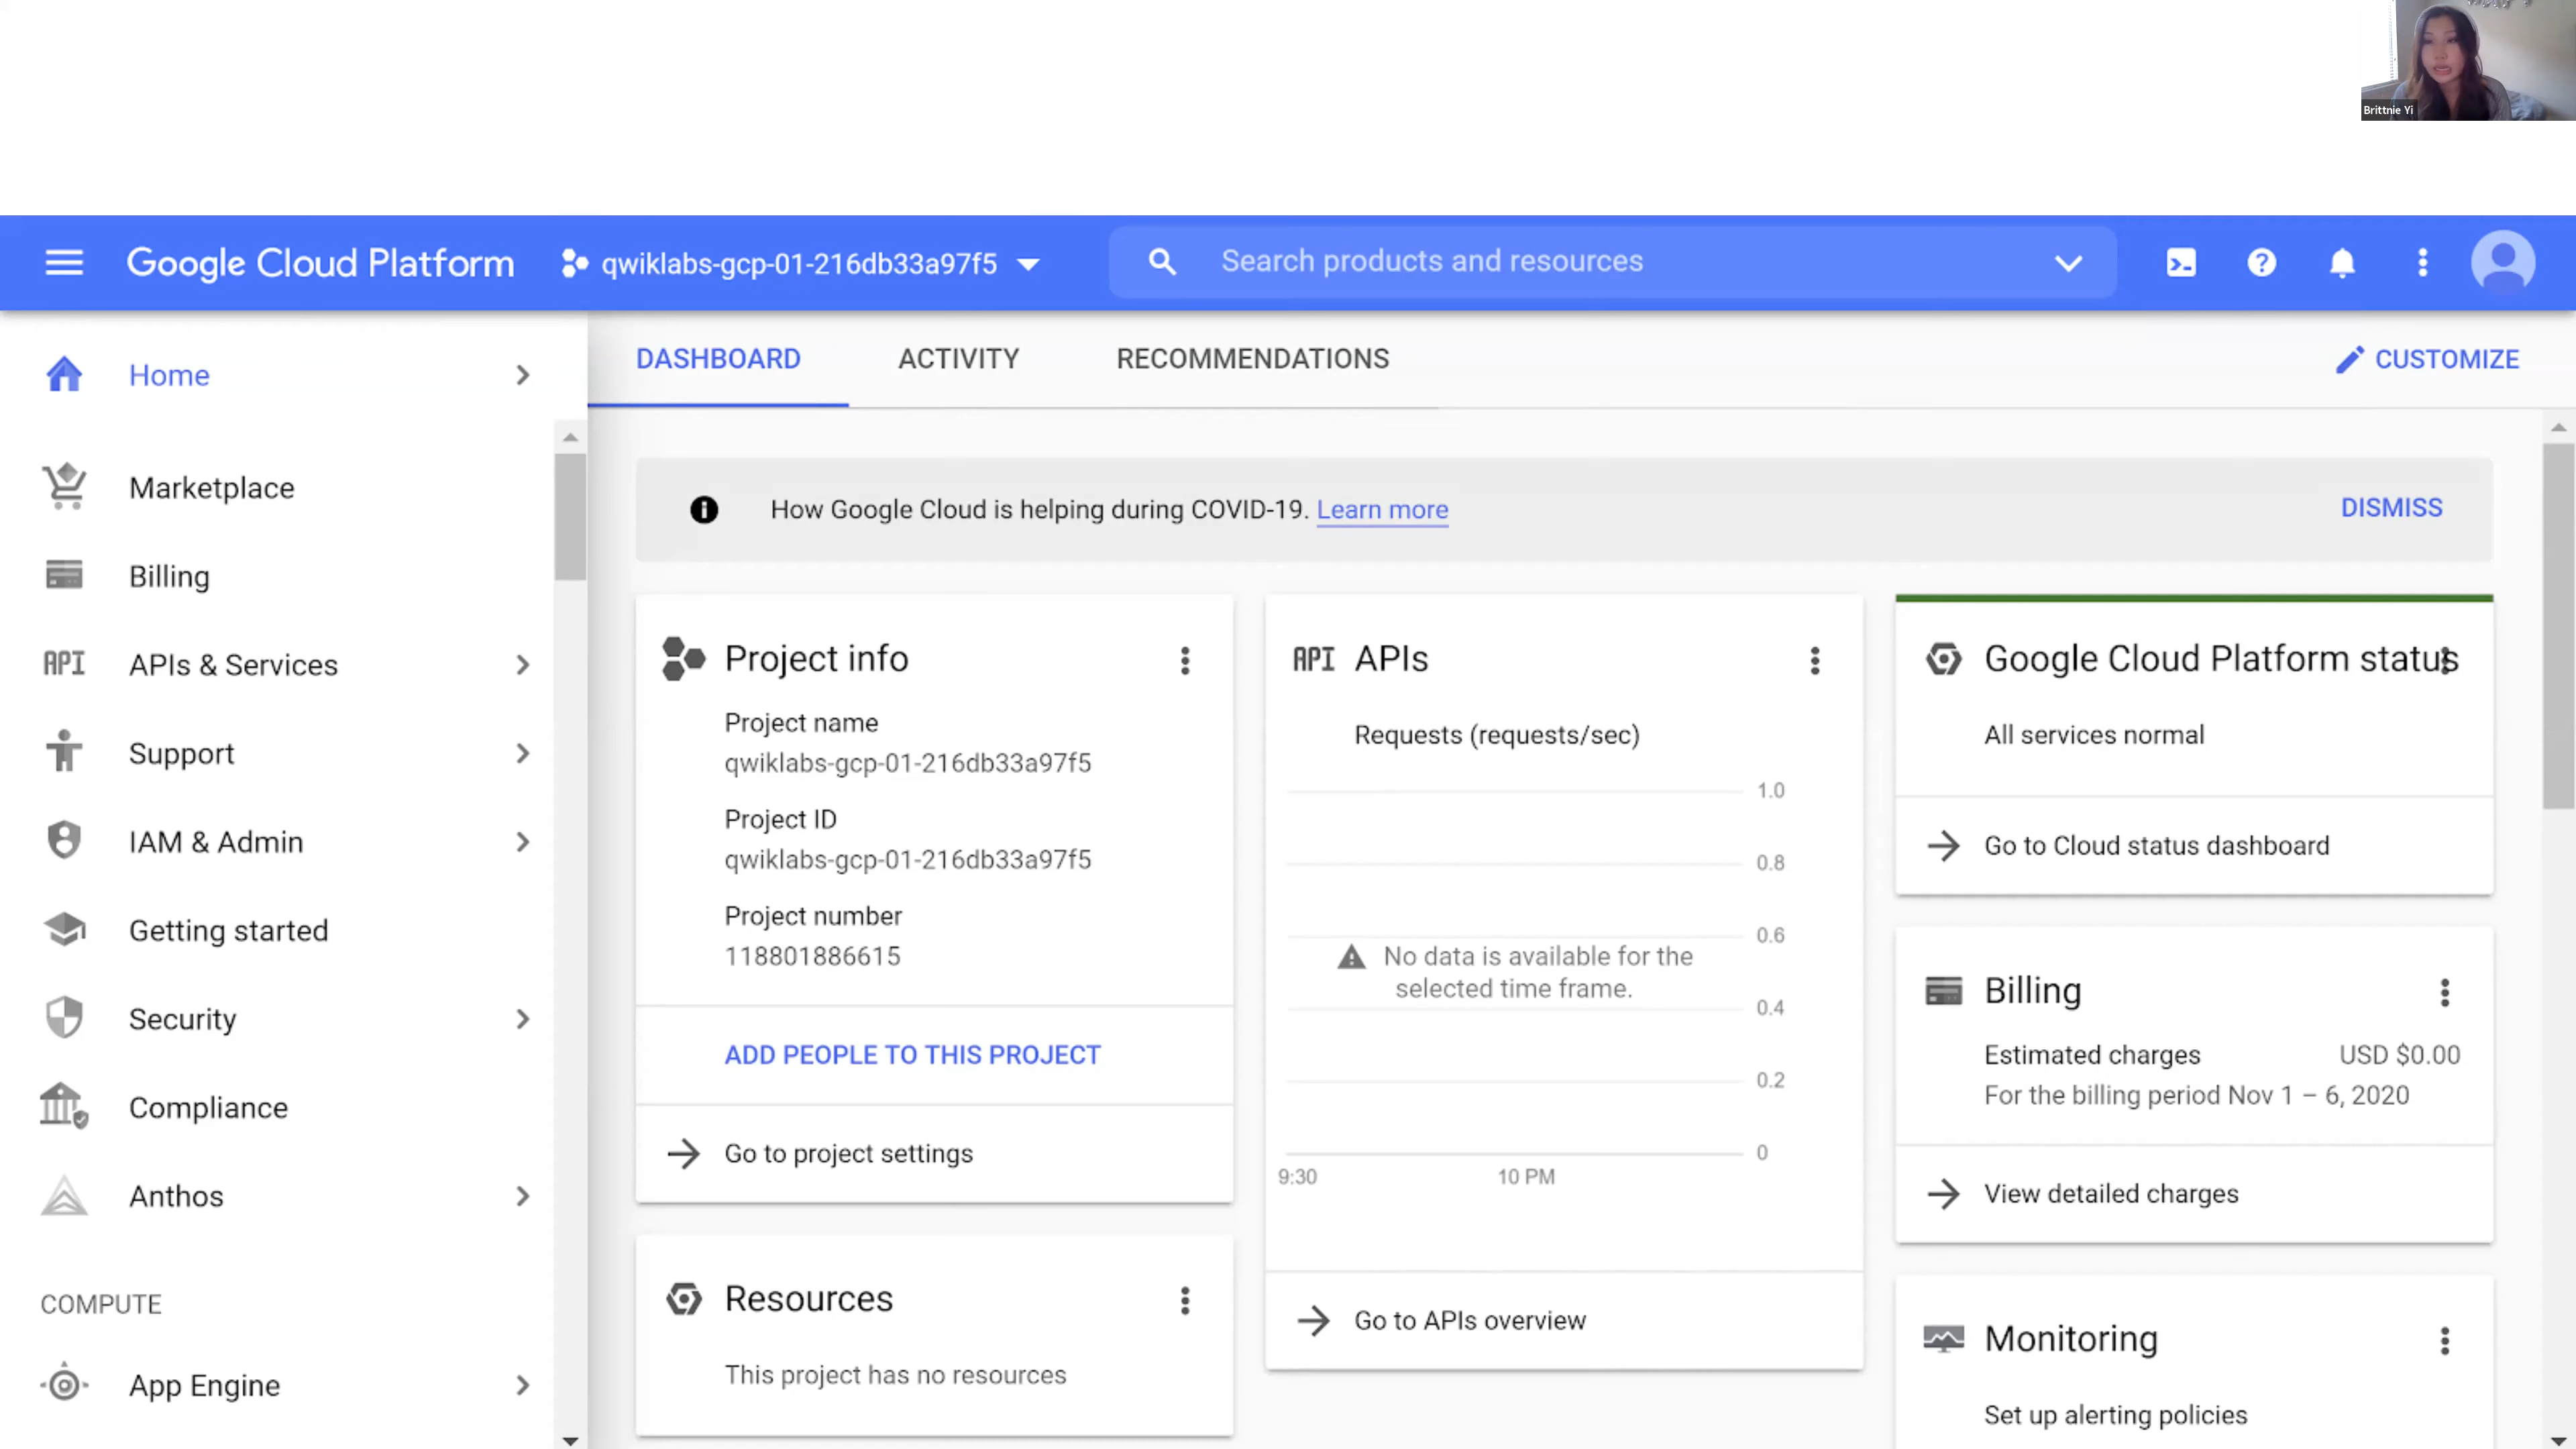 Brittnie Yi
Google Cloud Platform
qwiklabs-gcp-01-216db33a97f5
Search products and resources
Home
Marketplace
Billing
API
APIs & Services
Support
IAM & Admin
Getting started
Security
Compliance
Anthos
COMPUTE
App Engine
DASHBOARD
ACTIVITY
RECOMMENDATIONS
CUSTOMIZE
How Google Cloud is helping during COVID-19. Learn more
DISMISS
Project info
Project name
qwiklabs-gcp-01-216db33a97f5
Project ID
qwiklabs-gcp-01-216db33a97f5
Project number
118801886615
ADD PEOPLE TO THIS PROJECT
Go to project settings
Resources
This project has no resources
API
APIs
Requests (requests/sec)
1.0
0.8
0.6
No data is available for the
selected time frame.
0.4
0.2
0
9:30
10 PM
Go to APIs overview
Google Cloud Platform status
All services normal
Go to Cloud status dashboard
Billing
Estimated charges USD $0.00
For the billing period Nov 1 – 6, 2020
View detailed charges
Monitoring
Set up alerting policies